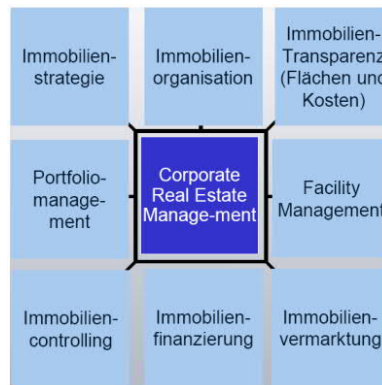 Immobilien-
strategie
Immobilien-
organisation
Immobilien-
Transparenz
(Flächen und
Kosten)
Portfolio-
manage-
ment
Corporate
Real Estate
Manage-ment
Facility
Management
Immobilien-
controlling
Immobilien-
finanzierung
Immobilien-
vermarktung